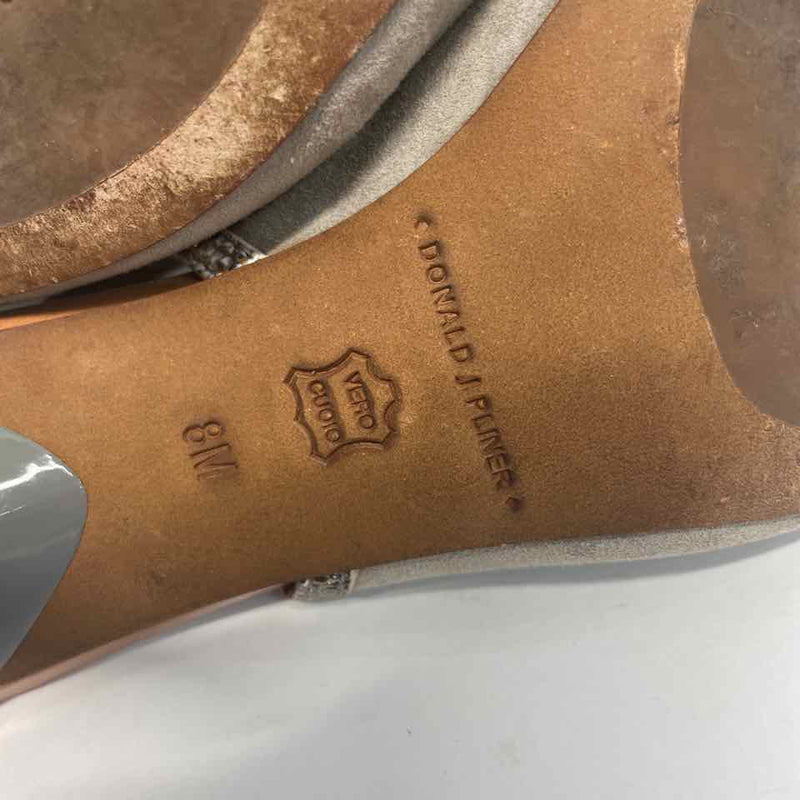 < DONALD J PLINER <
VERO
CUOIO
8M